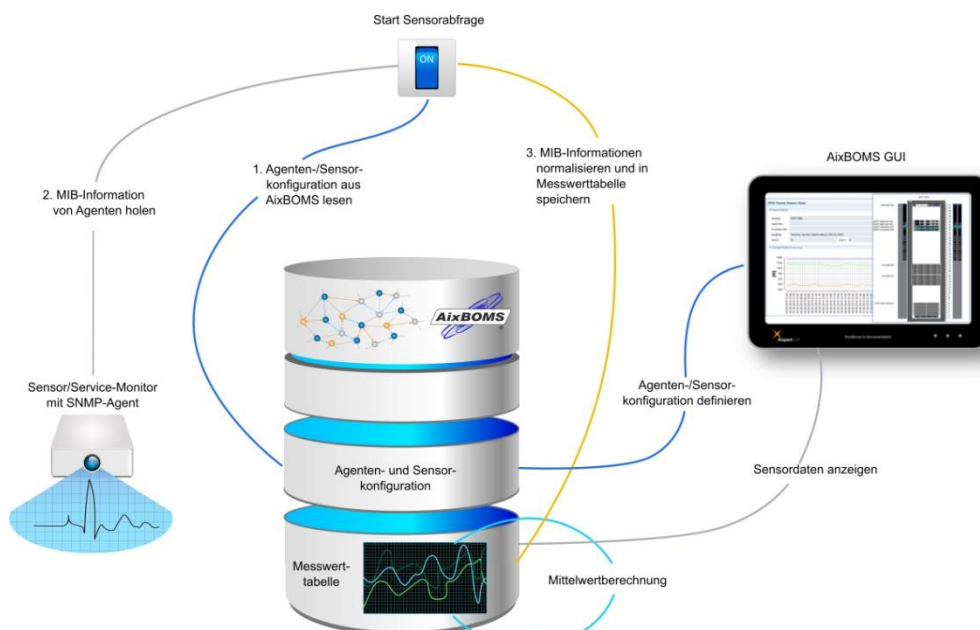 Start Sensorabfrage
ON
1. Agenten-/Sensor-
konfiguration aus
AixBOMS lesen
2. MIB-Information
von Agenten holen
3. MIB-Informationen
normalisieren und in
Messwerttabelle
speichern
AixBOMS GUI
AixBOMS
Sensor/Service-Monitor
mit SNMP-Agent
Agenten-/Sensor-
konfiguration definieren
Agenten- und Sensor-
konfiguration
Sensordaten anzeigen
Messwert-
tabelle
Mittelwertberechnung